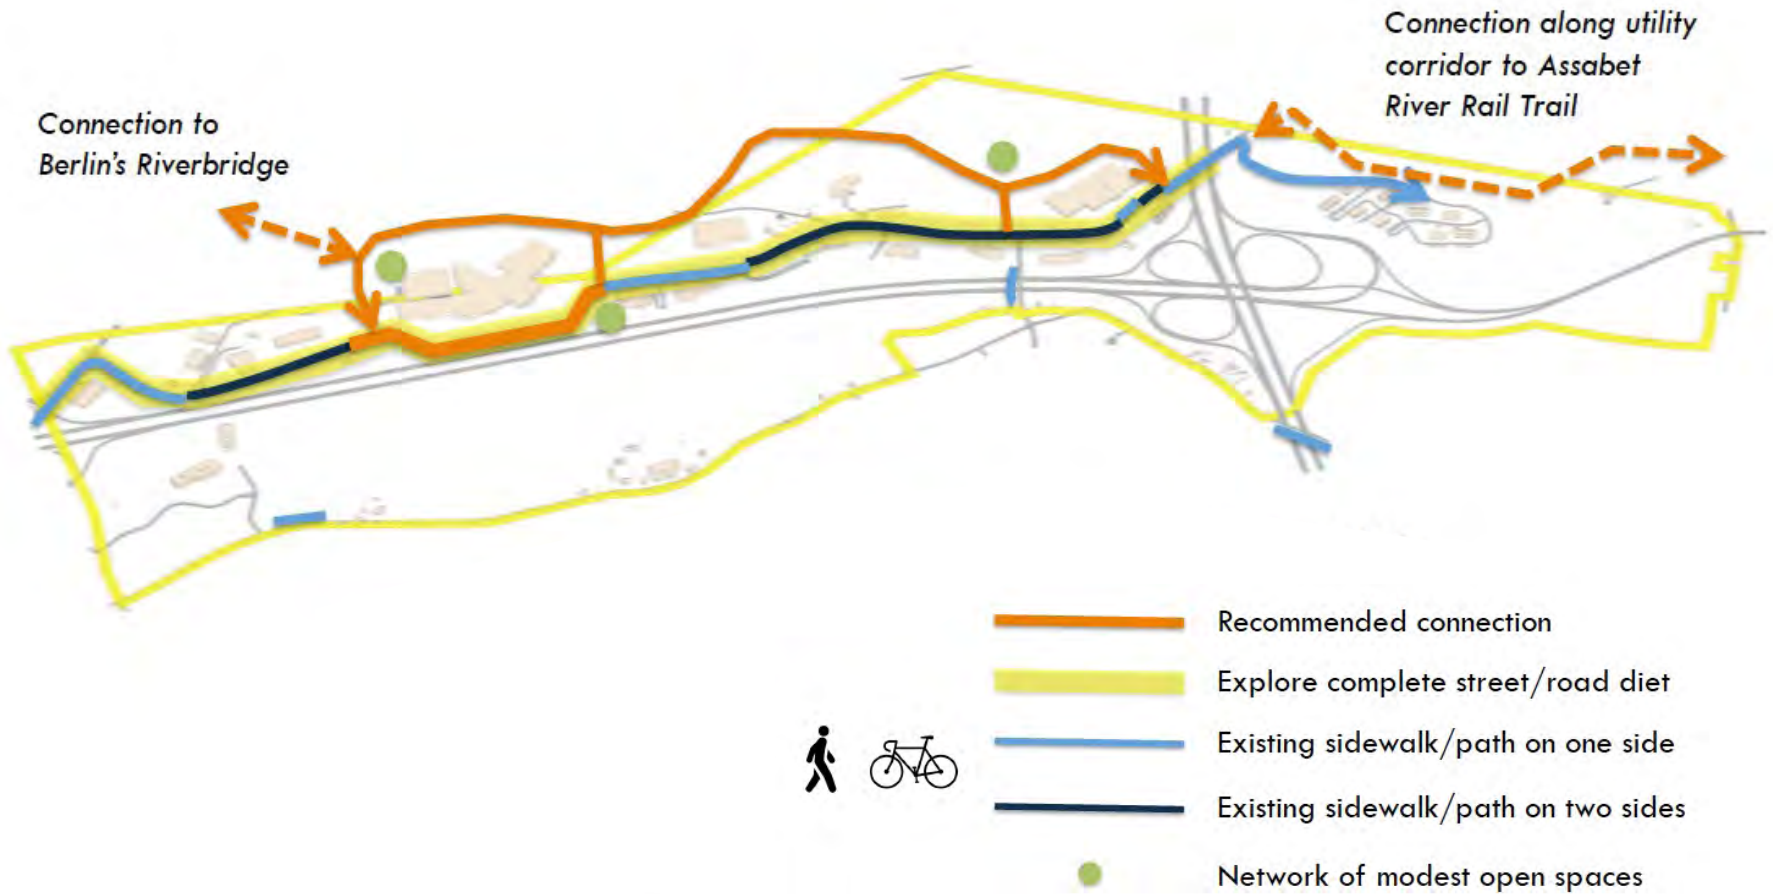 Connection along utility
corridor to Assabet
River Rail Trail
Connection to
Berlin's Riverbridge
Recommended connection
Explore complete street/road diet
Existing sidewalk/path on one side
Existing sidewalk/path on two sides
Network of modest open spaces